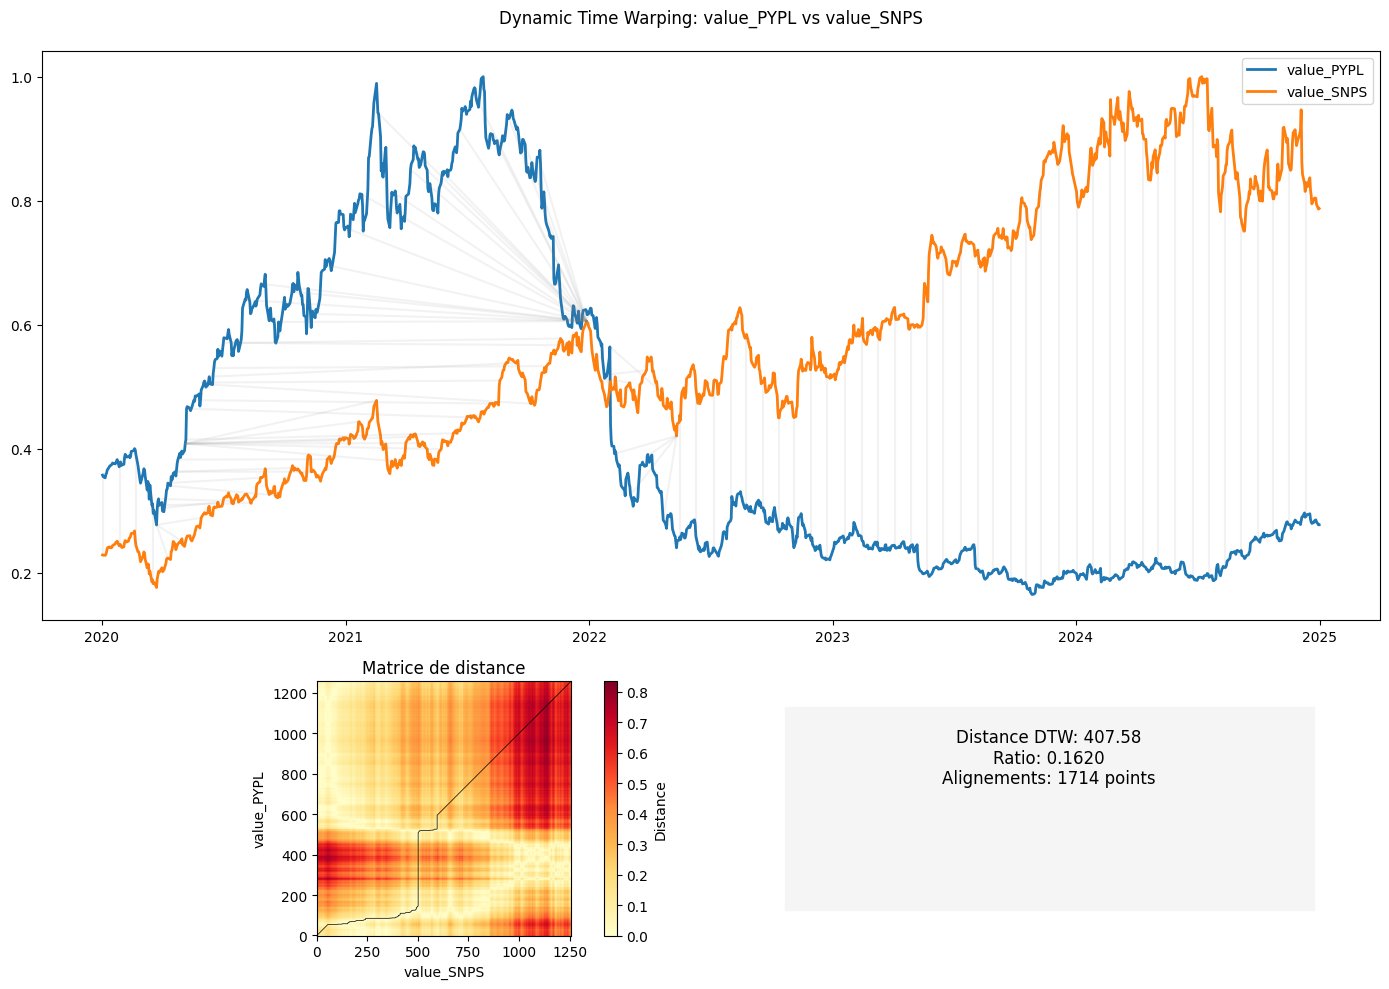 Dynamic Time Warping: value_PYPL vs value_SNPS
value_PYPL
value_SNPS
1.0
0.8
0.6
0.4
0.2
2020 2021 2022 2023 2024 2025
Matrice de distance
value_PYPL
1200
1000
800
600
400
200
0
0 250 500 750 1000 1250
value_SNPS
0.8
0.7
0.6
0.5
0.4
0.3
0.2
0.1
0.0
Distance
Distance DTW: 407.58
Ratio: 0.1620
Alignements: 1714 points